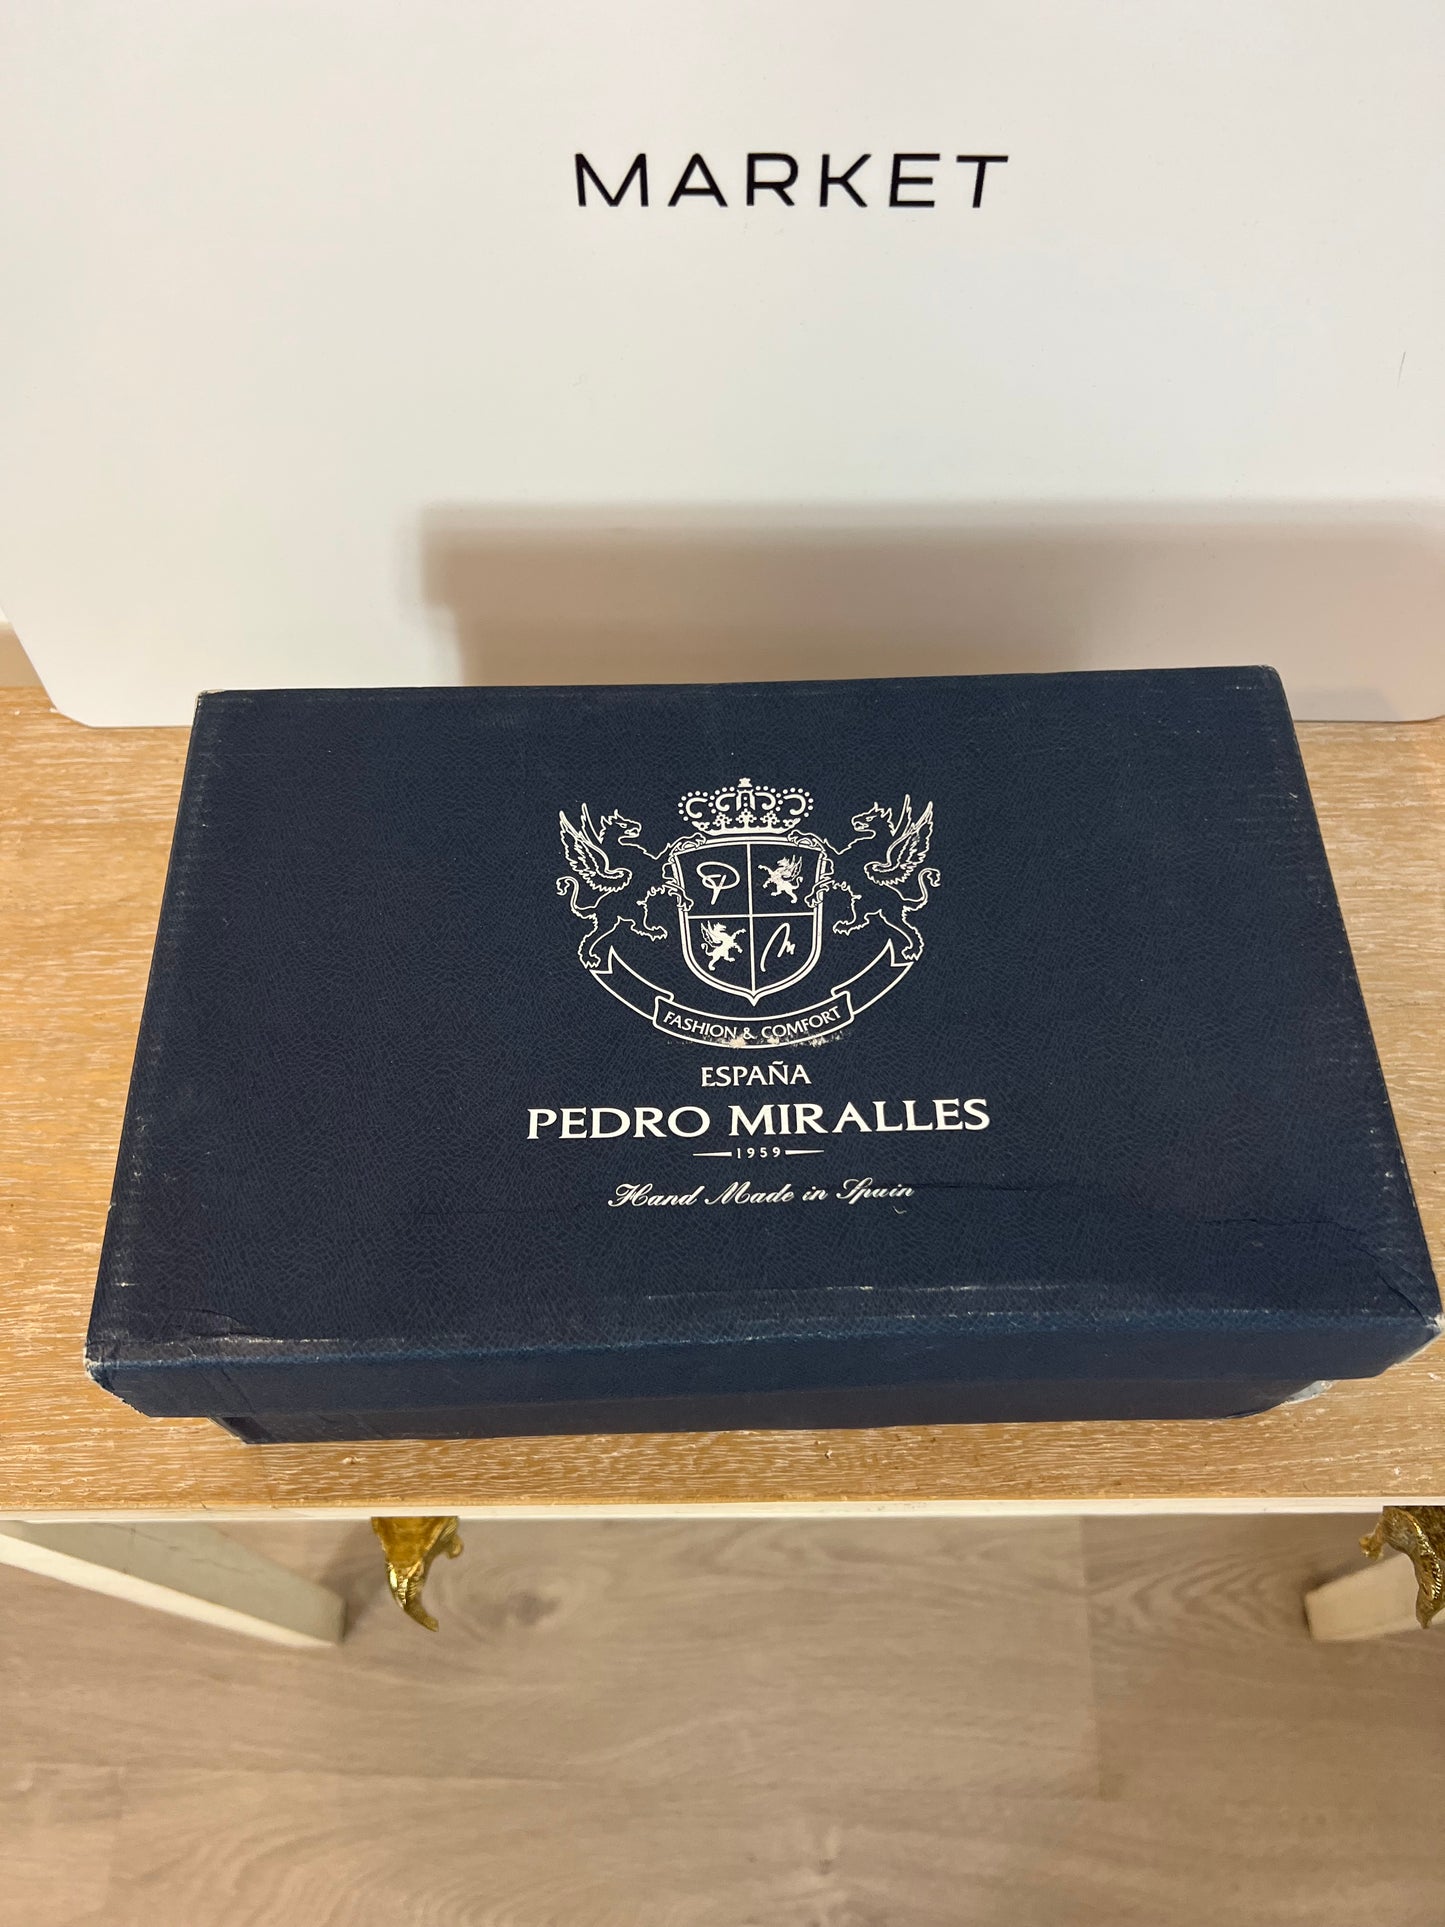 MARKET
FASHION & COMFORT
ESPAÑA
PEDRO MIRALLES
1959
Hand Made in Spain